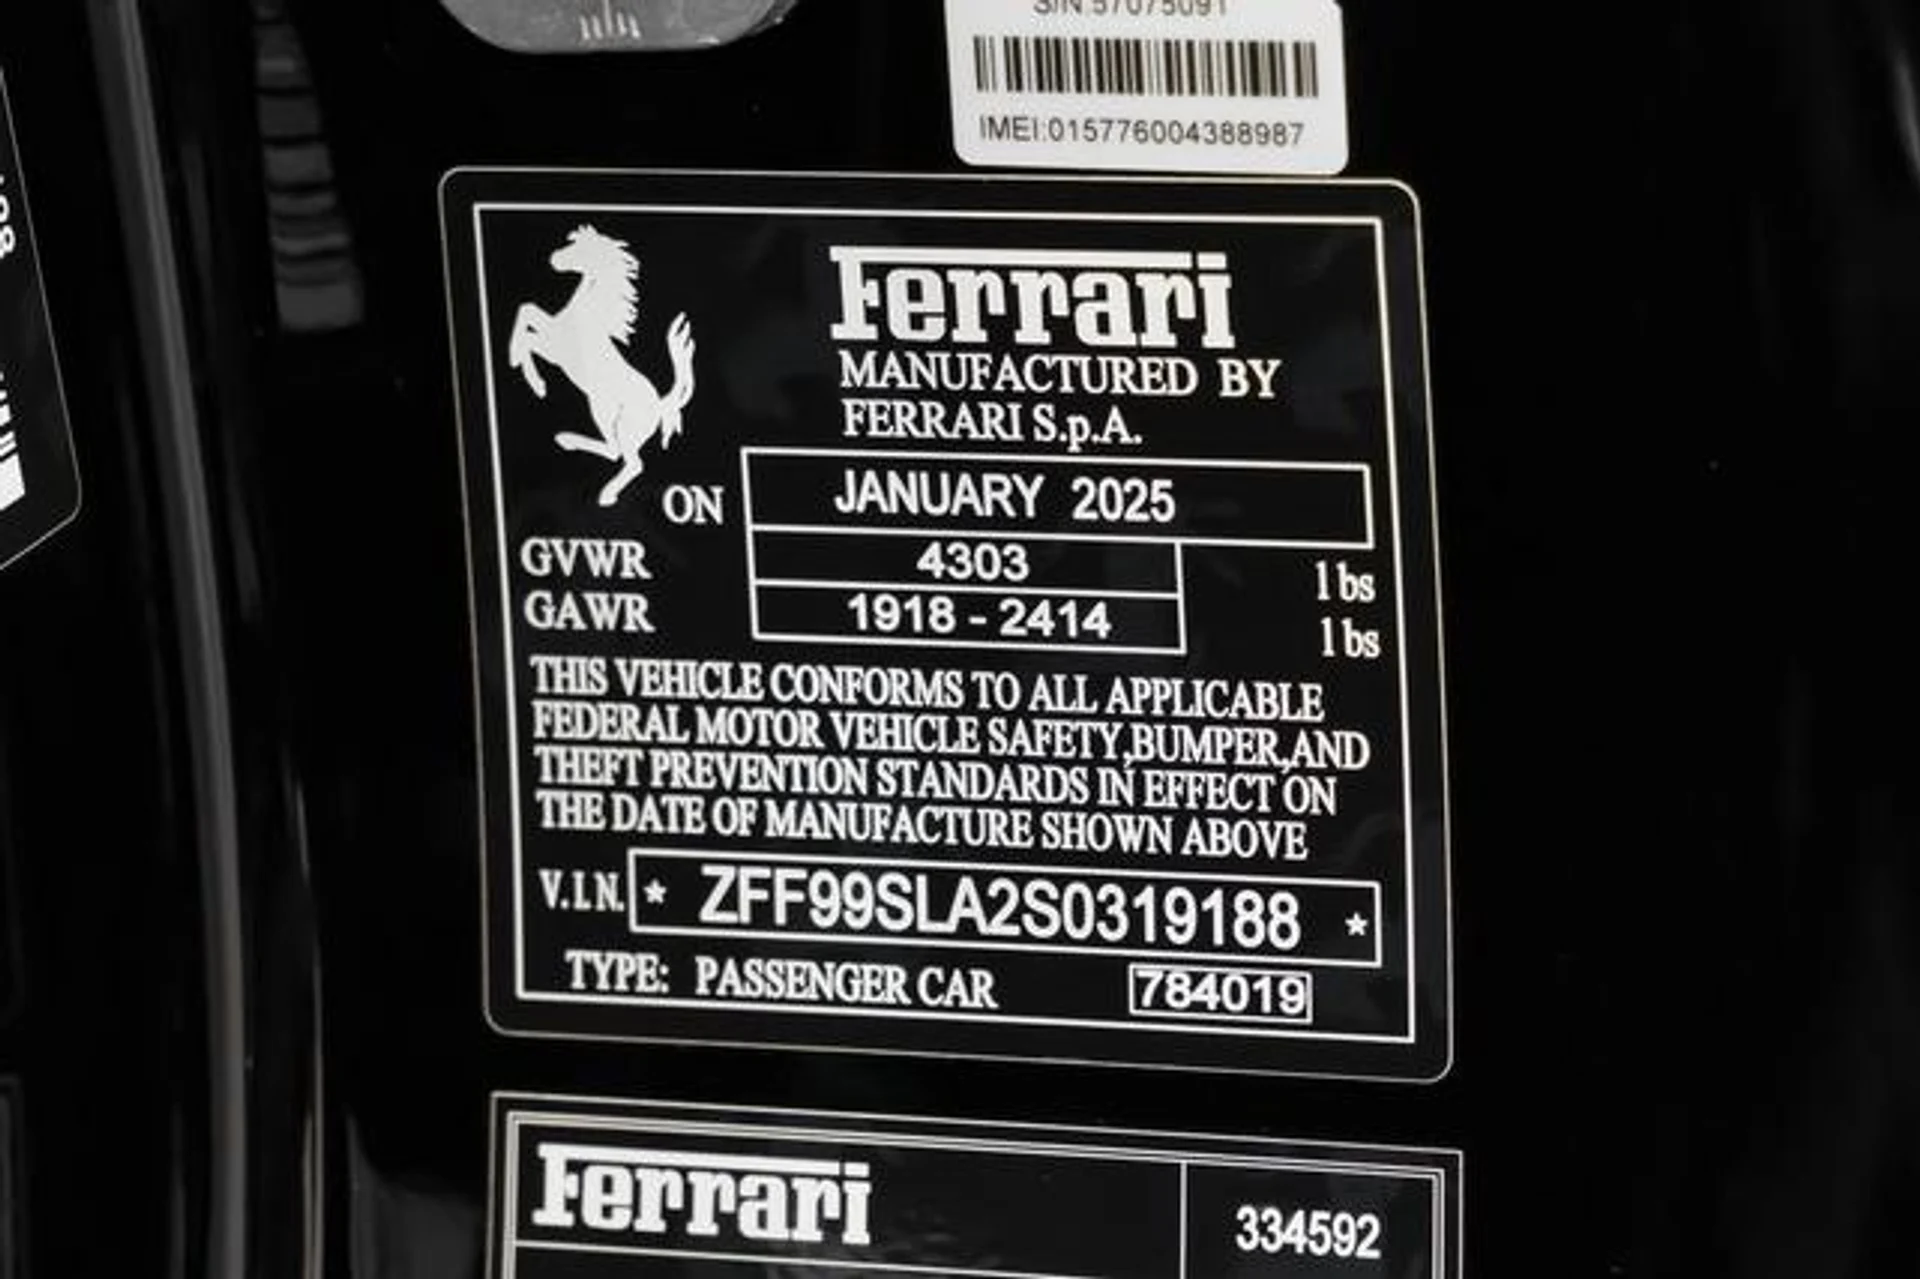 S/N:57075091
IMEI:015776004388987
Ferrari
MANUFACTURED BY
FERRARI S.p.A.
ON JANUARY 2025
GVWR 4303 lbs
GAWR 1918 - 2414 lbs
THIS VEHICLE CONFORMS TO ALL APPLICABLE
FEDERAL MOTOR VEHICLE SAFETY,BUMPER,AND
THEFT PREVENTION STANDARDS IN EFFECT ON
THE DATE OF MANUFACTURE SHOWN ABOVE
V.I.N. * ZFF99SLA2S0319188 *
TYPE: PASSENGER CAR 784019
Ferrari 334592